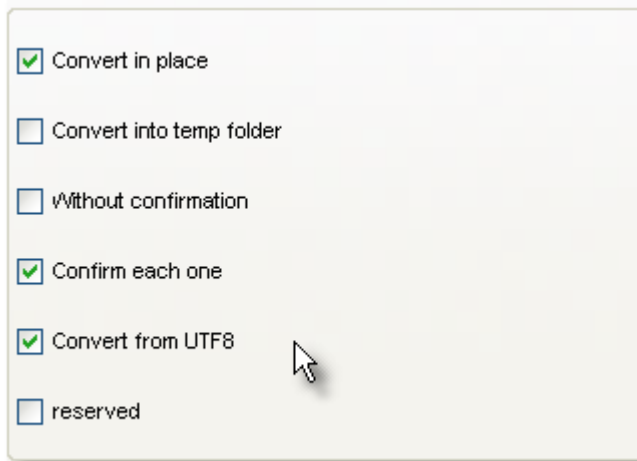 Convert in place
Convert into temp folder
Without confirmation
Confirm each one
Convert from UTF8
reserved